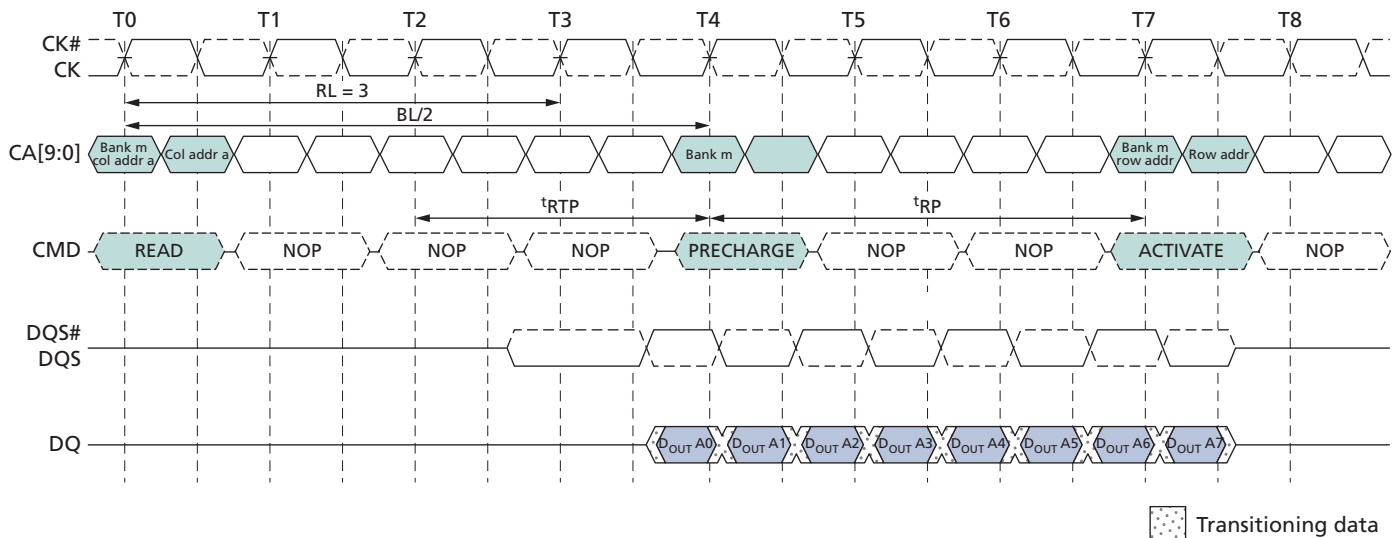 T0 T1 T2 T3 T4 T5 T6 T7 T8
CK#
CK
RL = 3
BL/2
CA[9:0]
Bank m
col addr a
Col addr a
Bank m
Bank m
row addr
Row addr
tRTP
tRP
CMD READ NOP NOP NOP PRECHARGE NOP NOP ACTIVATE NOP
DQS#
DQS
DQ DOUT A0 DOUT A1 DOUT A2 DOUT A3 DOUT A4 DOUT A5 DOUT A6 DOUT A7
Transitioning data